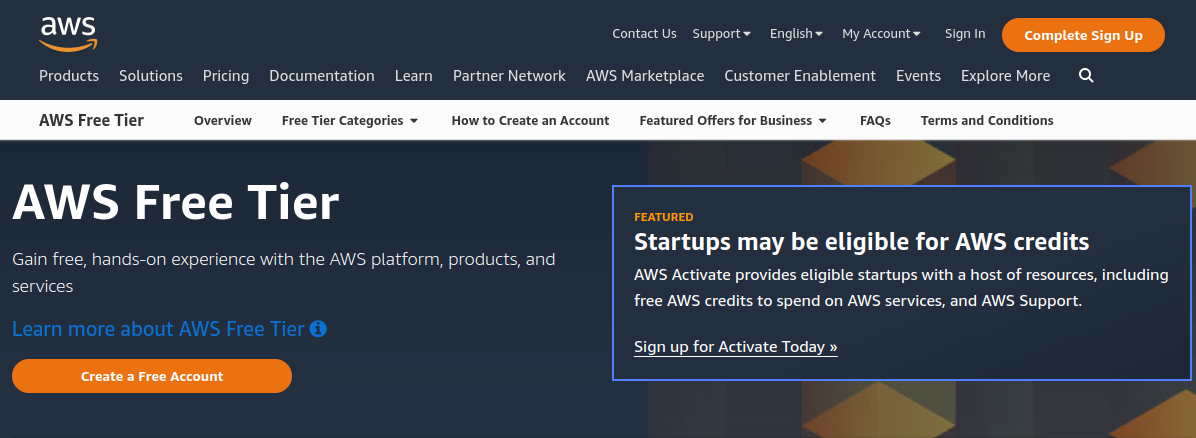 aws
Contact Us Support English My Account Sign In Complete Sign Up
Products Solutions Pricing Documentation Learn Partner Network AWS Marketplace Customer Enablement Events Explore More
AWS Free Tier Overview Free Tier Categories How to Create an Account Featured Offers for Business FAQs Terms and Conditions
AWS Free Tier
Gain free, hands-on experience with the AWS platform, products, and
services
Learn more about AWS Free Tier
Create a Free Account
FEATURED
Startups may be eligible for AWS credits
AWS Activate provides eligible startups with a host of resources, including
free AWS credits to spend on AWS services, and AWS Support.
Sign up for Activate Today »